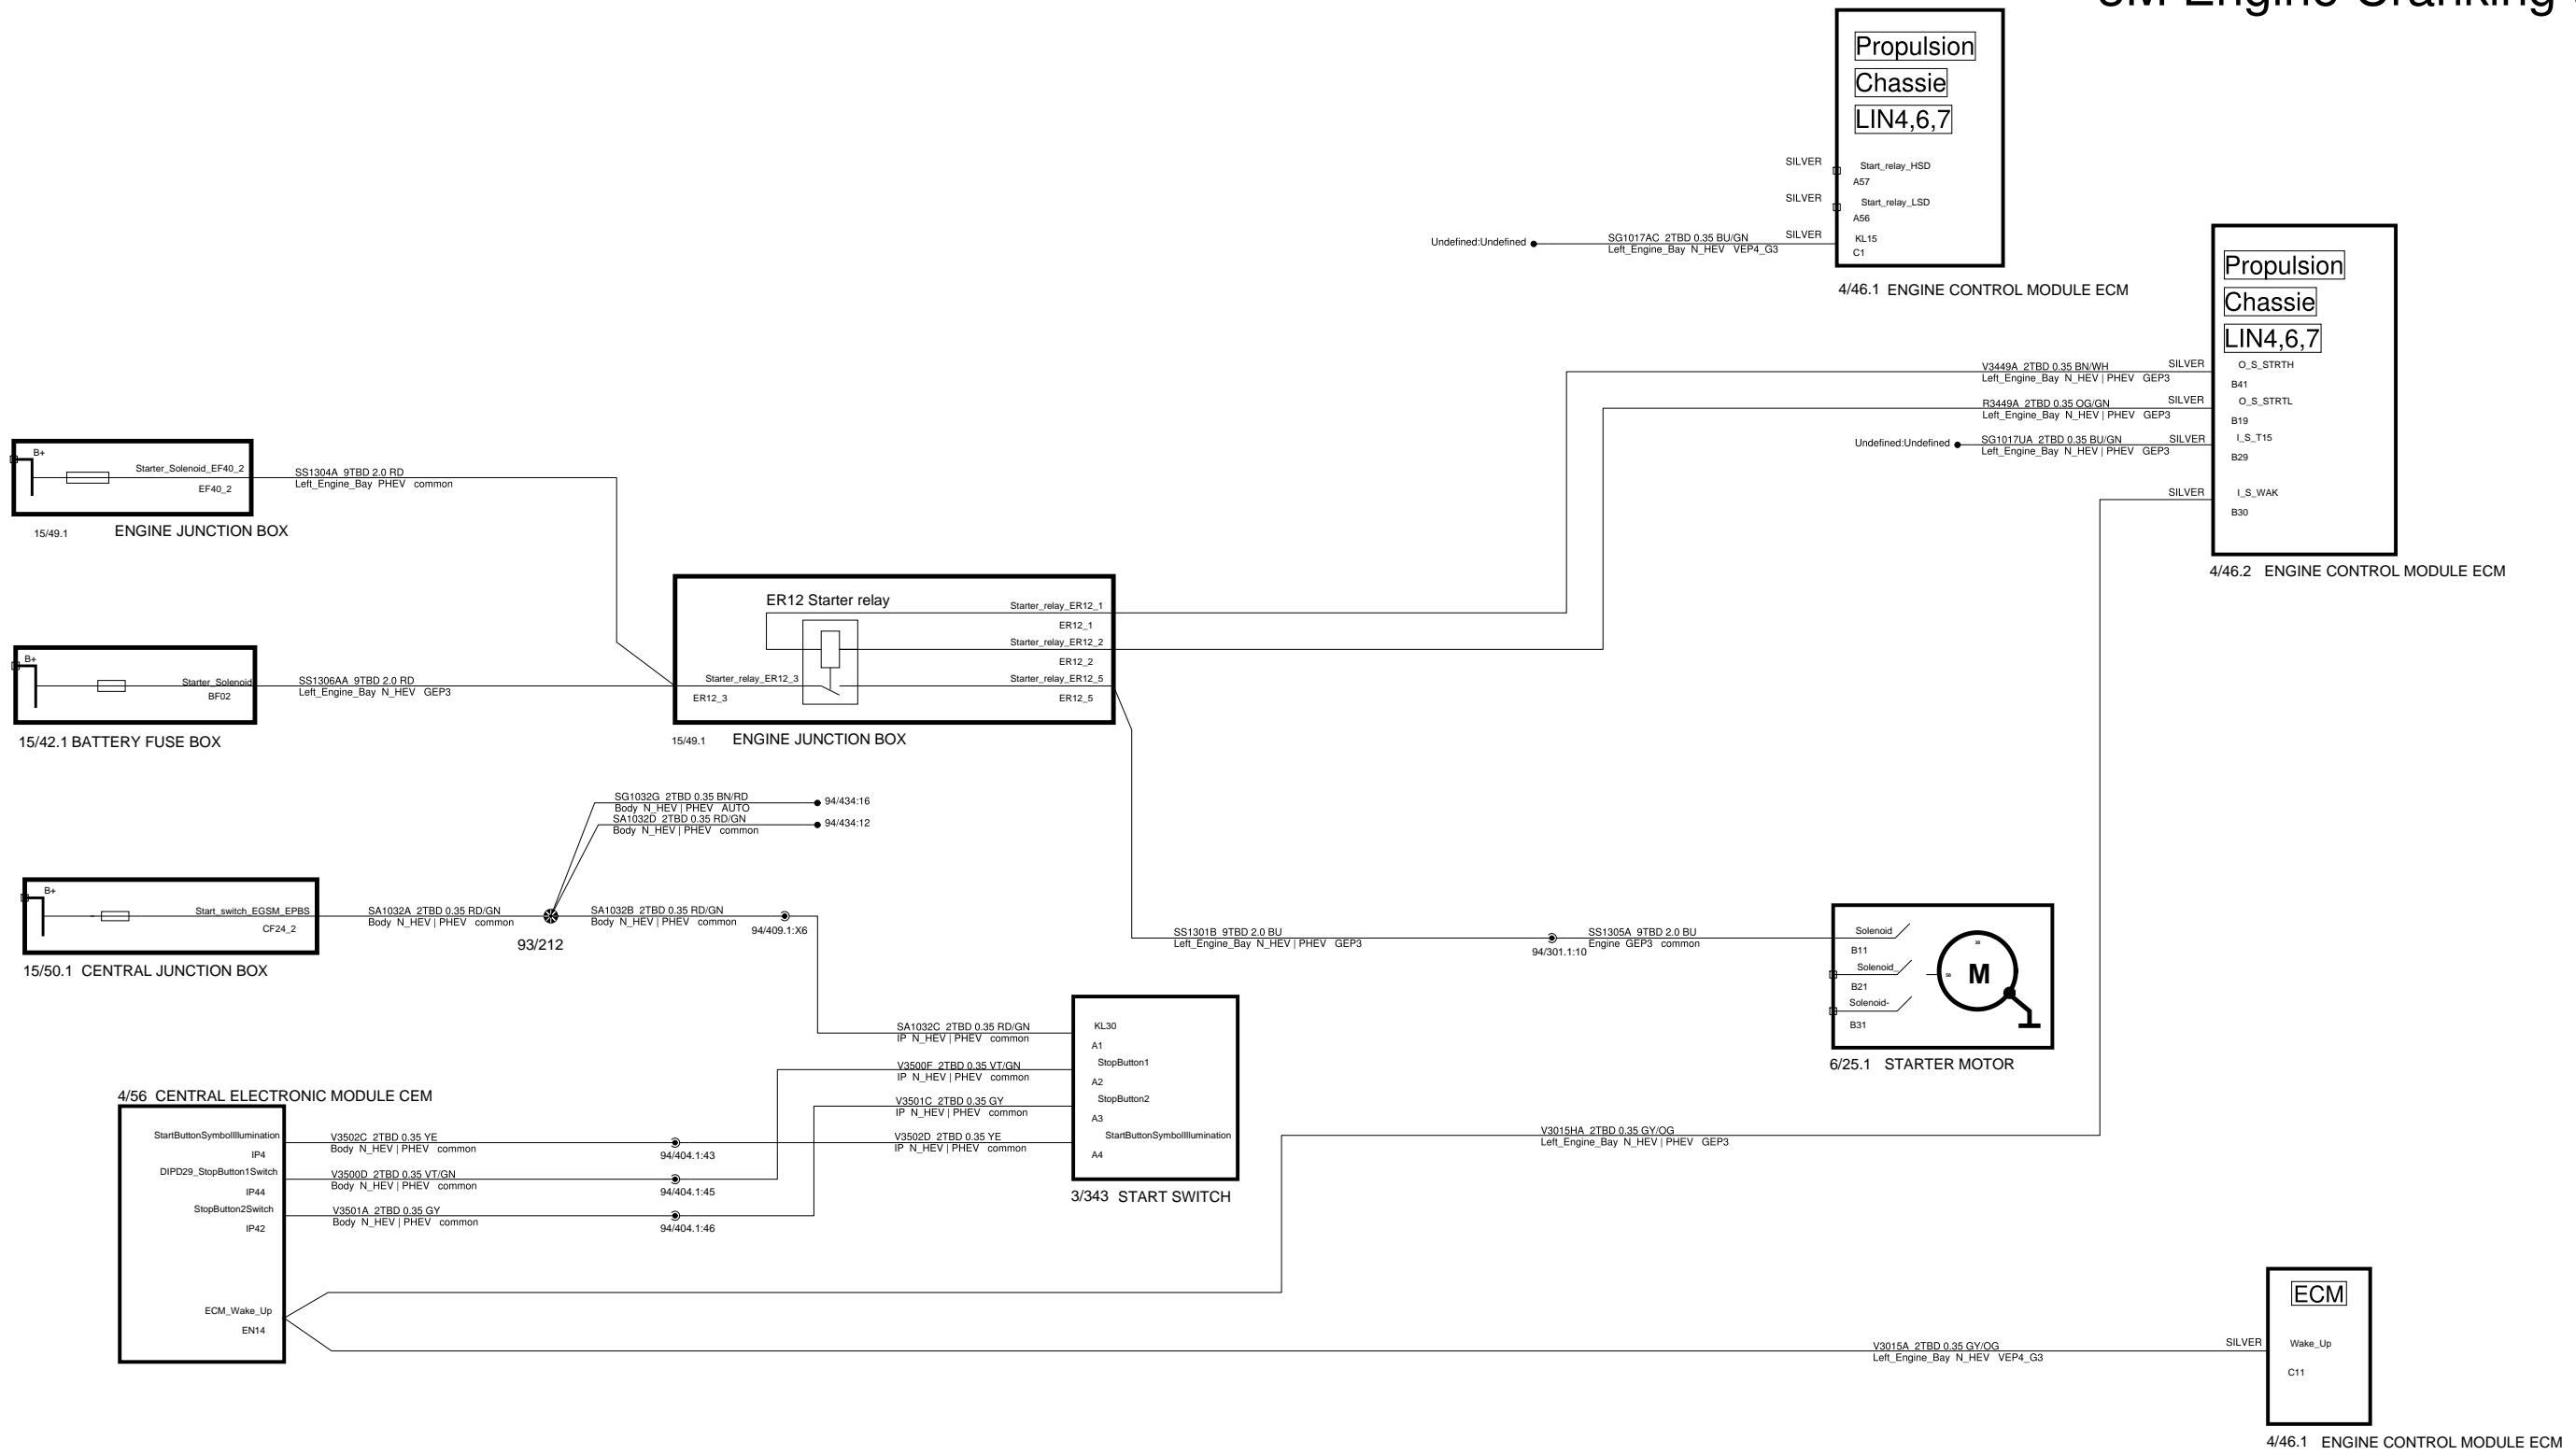 Propulsion
Chassie
LIN4,6,7
SILVER
Start_relay_HSD
A57
SILVER
Start_relay_LSD
A56
Undefined:Undefined
SG1017AC 2TBD 0.35 BU/GN
Left_Engine_Bay N_HEV VEP4_G3
SILVER
KL15
C1
4/46.1 ENGINE CONTROL MODULE ECM
Propulsion
Chassie
LIN4,6,7
V3449A 2TBD 0.35 BN/WH
Left_Engine_Bay N_HEV | PHEV GEP3
SILVER
O_S_STRTH
B41
R3449A 2TBD 0.35 OG/GN
Left_Engine_Bay N_HEV | PHEV GEP3
SILVER
O_S_STRTL
B19
Undefined:Undefined
SG1017UA 2TBD 0.35 BU/GN
Left_Engine_Bay N_HEV | PHEV GEP3
SILVER
I_S_T15
B29
SILVER
I_S_WAK
B30
4/46.2 ENGINE CONTROL MODULE ECM
B+
Starter_Solenoid_EF40_2
EF40_2
SS1304A 9TBD 2.0 RD
Left_Engine_Bay PHEV common
15/49.1 ENGINE JUNCTION BOX
ER12 Starter relay
Starter_relay_ER12_1
ER12_1
Starter_relay_ER12_2
ER12_2
Starter_relay_ER12_3
ER12_3
Starter_relay_ER12_5
ER12_5
15/49.1 ENGINE JUNCTION BOX
B+
Starter_Solenoid
BF02
SS1306AA 9TBD 2.0 RD
Left_Engine_Bay N_HEV GEP3
15/42.1 BATTERY FUSE BOX
SG1032G 2TBD 0.35 BN/RD
Body N_HEV | PHEV AUTO
94/434:16
SA1032D 2TBD 0.35 RD/GN
Body N_HEV | PHEV common
94/434:12
B+
Start_switch_EGSM_EPBS
CF24_2
SA1032A 2TBD 0.35 RD/GN
Body N_HEV | PHEV common
93/212
SA1032B 2TBD 0.35 RD/GN
Body N_HEV | PHEV common
94/409.1:X6
15/50.1 CENTRAL JUNCTION BOX
SS1301B 9TBD 2.0 BU
Left_Engine_Bay N_HEV | PHEV GEP3
94/301.1:10
SS1305A 9TBD 2.0 BU
Engine GEP3 common
Solenoid
B11
Solenoid_
B21
Solenoid-
B31
30
50
M
6/25.1 STARTER MOTOR
SA1032C 2TBD 0.35 RD/GN
IP N_HEV | PHEV common
KL30
A1
V3500F 2TBD 0.35 VT/GN
IP N_HEV | PHEV common
StopButton1
A2
V3501C 2TBD 0.35 GY
IP N_HEV | PHEV common
StopButton2
A3
V3502D 2TBD 0.35 YE
IP N_HEV | PHEV common
StartButtonSymbolIllumination
A4
3/343 START SWITCH
4/56 CENTRAL ELECTRONIC MODULE CEM
StartButtonSymbolIllumination
IP4
V3502C 2TBD 0.35 YE
Body N_HEV | PHEV common
94/404.1:43
DIPD29_StopButton1Switch
IP44
V3500D 2TBD 0.35 VT/GN
Body N_HEV | PHEV common
94/404.1:45
StopButton2Switch
IP42
V3501A 2TBD 0.35 GY
Body N_HEV | PHEV common
94/404.1:46
ECM_Wake_Up
EN14
V3015HA 2TBD 0.35 GY/OG
Left_Engine_Bay N_HEV | PHEV GEP3
V3015A 2TBD 0.35 GY/OG
Left_Engine_Bay N_HEV VEP4_G3
SILVER
ECM
Wake_Up
C11
4/46.1 ENGINE CONTROL MODULE ECM